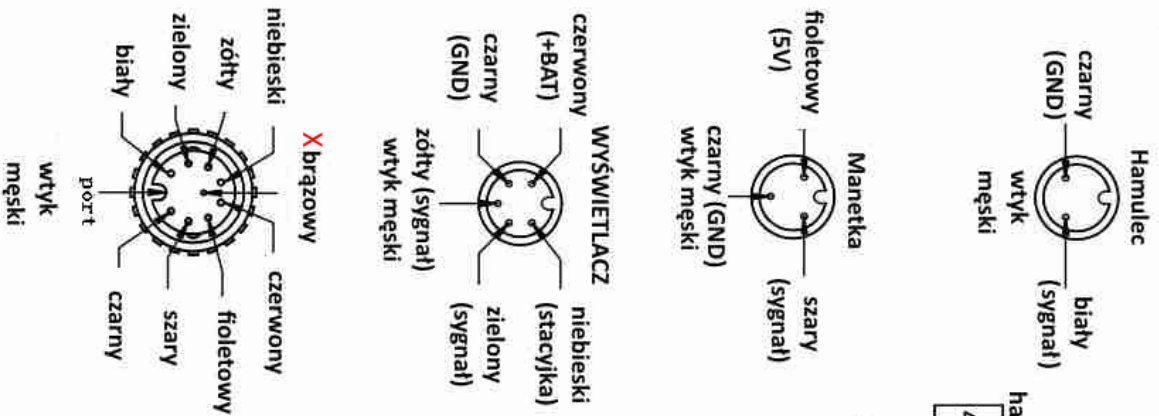 Hamulec
czarny
(GND)
wtyk
męski
biały
(sygnał)
Manetka
fioletowy
(5V)
szary
(sygnał)
czarny (GND)
wtyk męski
WYŚWIETLACZ
czerwony
(+BAT)
niebieski
(stacyjka)
czarny
(GND)
zielony
(sygnał)
zółty (sygnał)
wtyk męski
X brązowy
niebieski
zółty
zielony
biały
czerwony
fioletowy
szary
czarny
port
wtyk
męski